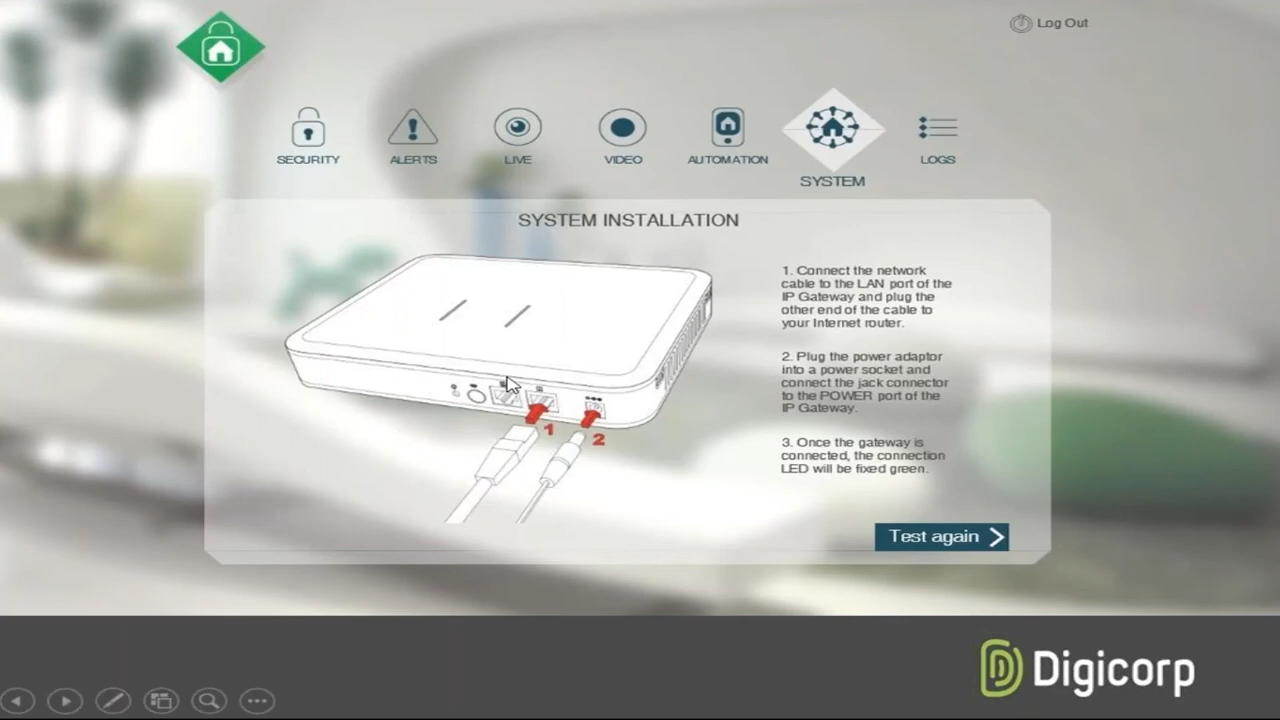 Log Out
SECURITY
ALERTS
LIVE
VIDEO
AUTOMATION
SYSTEM
LOGS
SYSTEM INSTALLATION
1. Connect the network
cable to the LAN port of the
IP Gateway and plug the
other end of the cable to
your Internet router.
2. Plug the power adaptor
into a power socket and
connect the jack connector
to the POWER port of the
IP Gateway.
3. Once the gateway is
connected, the connection
LED will be fixed green.
1
2
Test again
Digicorp